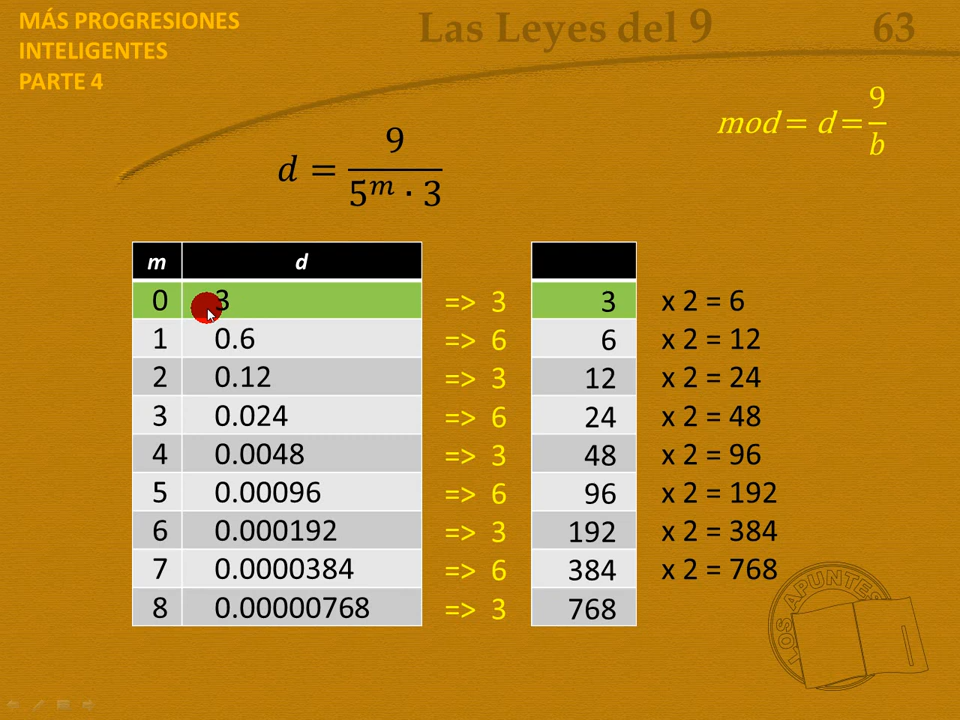 MÁS PROGRESIONES
INTELIGENTES
PARTE 4
Las Leyes del 9
63
mod = d = 9/b
d = 9/(5^m · 3)
m d
0 3 => 3 3 x 2 = 6
1 0.6 => 6 6 x 2 = 12
2 0.12 => 3 12 x 2 = 24
3 0.024 => 6 24 x 2 = 48
4 0.0048 => 3 48 x 2 = 96
5 0.00096 => 6 96 x 2 = 192
6 0.000192 => 3 192 x 2 = 384
7 0.0000384 => 6 384 x 2 = 768
8 0.00000768 => 3 768
LOS APUNTES